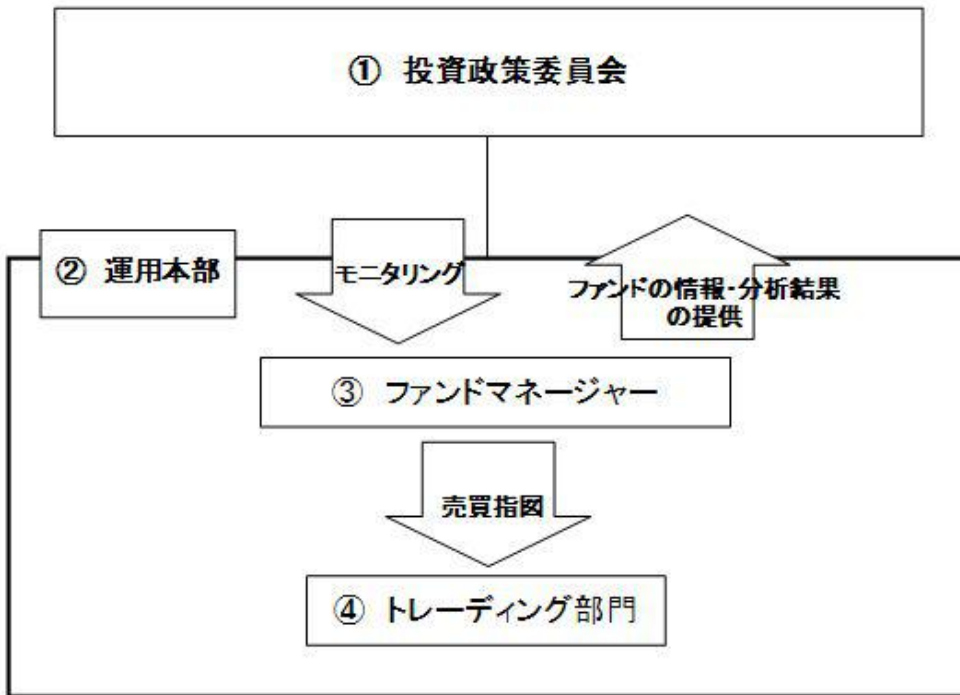 ① 投資政策委員会
② 運用本部
モニタリング
ファンドの情報・分析結果
の提供
③ ファンドマネージャー
売買指図
④ トレーディング部門